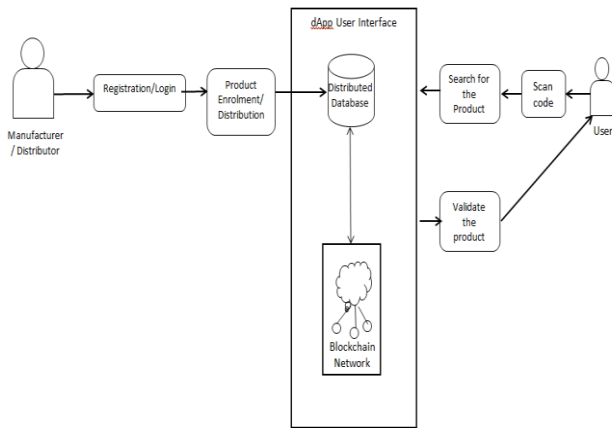 dApp User Interface
Manufacturer
/ Distributor
Registration/Login
Product
Enrolment/
Distribution
Distributed
Database
Search for
the
Product
Scan
code
User
Validate
the
product
Blockchain
Network